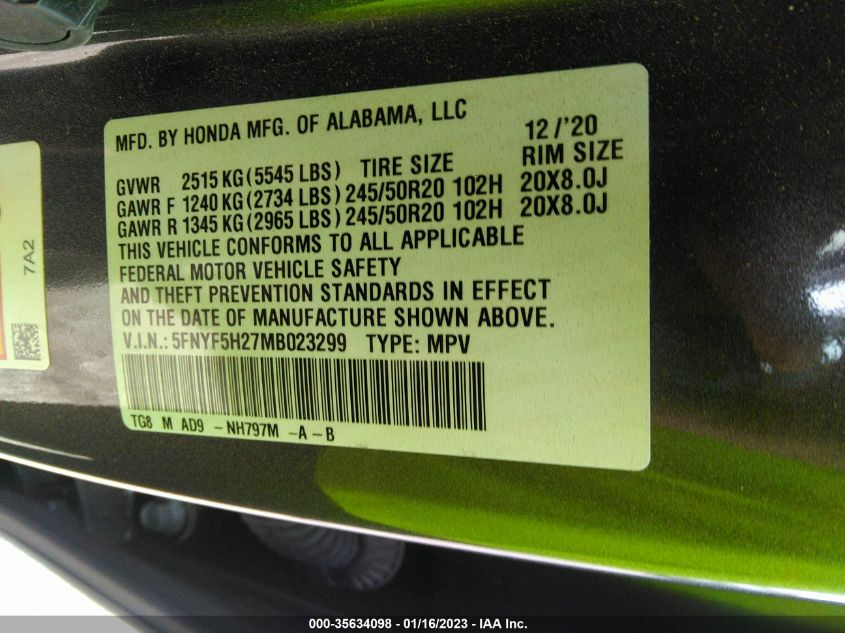 MFD. BY HONDA MFG. OF ALABAMA, LLC 12/'20
GVWR 2515 KG (5545 LBS) TIRE SIZE RIM SIZE
GAWR F 1240 KG (2734 LBS) 245/50R20 102H 20X8.0J
GAWR R 1345 KG (2965 LBS) 245/50R20 102H 20X8.0J
THIS VEHICLE CONFORMS TO ALL APPLICABLE
FEDERAL MOTOR VEHICLE SAFETY
AND THEFT PREVENTION STANDARDS IN EFFECT
ON THE DATE OF MANUFACTURE SHOWN ABOVE.
V.I.N.: 5FNYF5H27MB023299 TYPE: MPV
TG8 M AD9 -NH797M -A-B
7A2
000-35634098 - 01/16/2023 - IAA Inc.